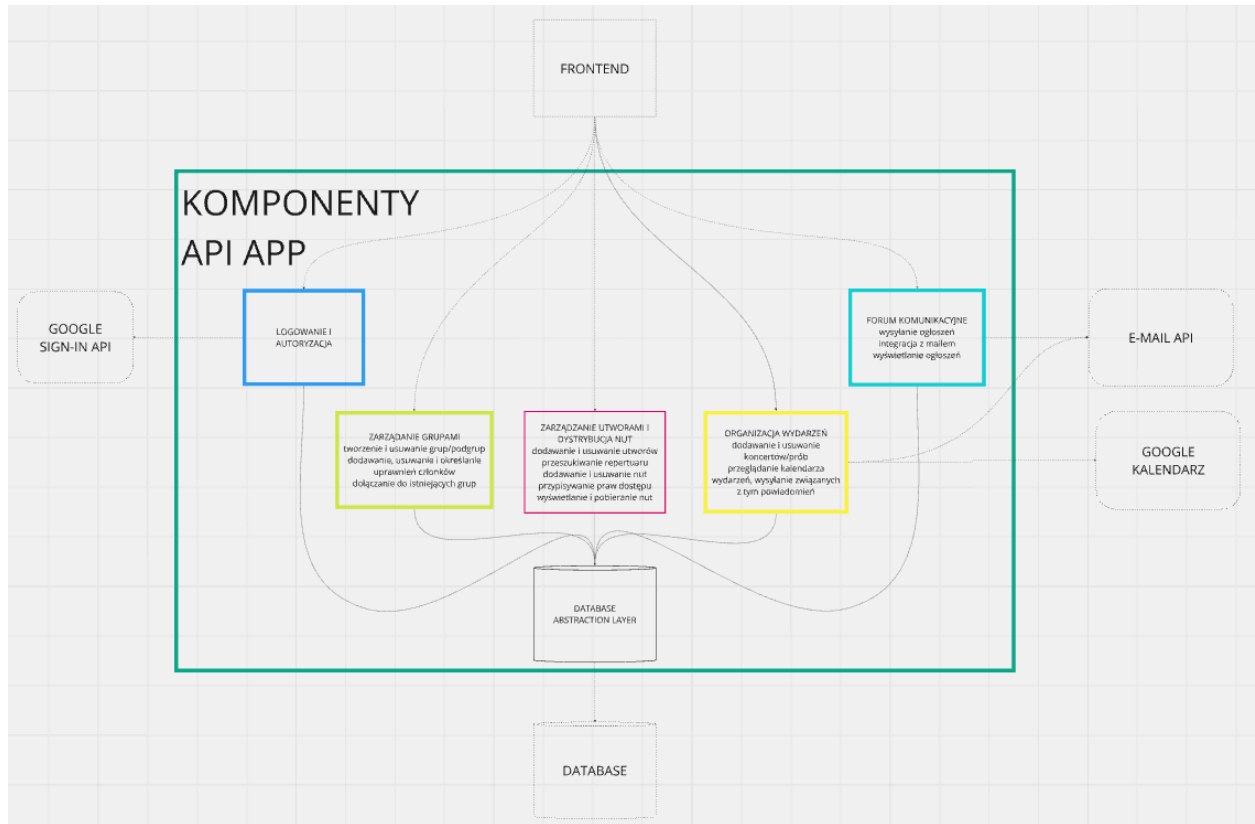 FRONTEND
KOMPONENTY
API APP
GOOGLE
SIGN-IN API
LOGOWANIE I
AUTORYZACJA
FORUM KOMUNIKACYJNE
wysyłanie ogłoszeń
integracja z mailem
wyświetlanie ogłoszeń
E-MAIL API
ZARZĄDANIE GRUPAMI
tworzenie i usuwanie grup/podgrup
dodawanie, usuwanie i określanie
uprawnień członków
dołączanie do istniejących grup
ZARZĄDZANIE UTWORAMI I
DYSTRYBUCJA NUT
dodawanie i usuwanie utworów
przeszukiwanie repertuaru
dodawanie i usuwanie nut
przypisywanie praw dostępu
wyświetlanie i pobieranie nut
ORGANIZACJA WYDARZEŃ
dodawanie i usuwanie
koncertów/prób
przeglądanie kalendarza
wydarzeń, wysyłanie związanych
z tym powiadomień
GOOGLE
KALENDARZ
DATABASE
ABSTRACTION LAYER
DATABASE